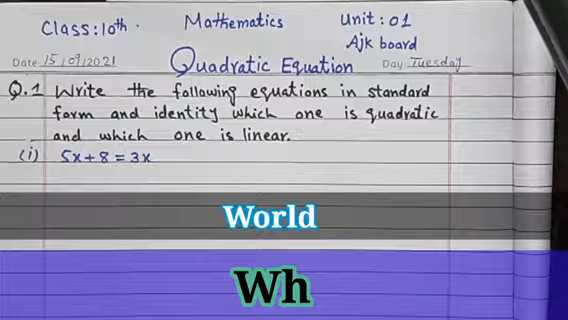 Class: 10th. Mathematics Unit: 01
Ajk board
Date: 15/09/2021 Quadratic Equation Day: Tuesday
Q.1 Write the following equations in standard
form and identity which one is quadratic
and which one is linear.
(i) 5x + 8 = 3x
World
Wh